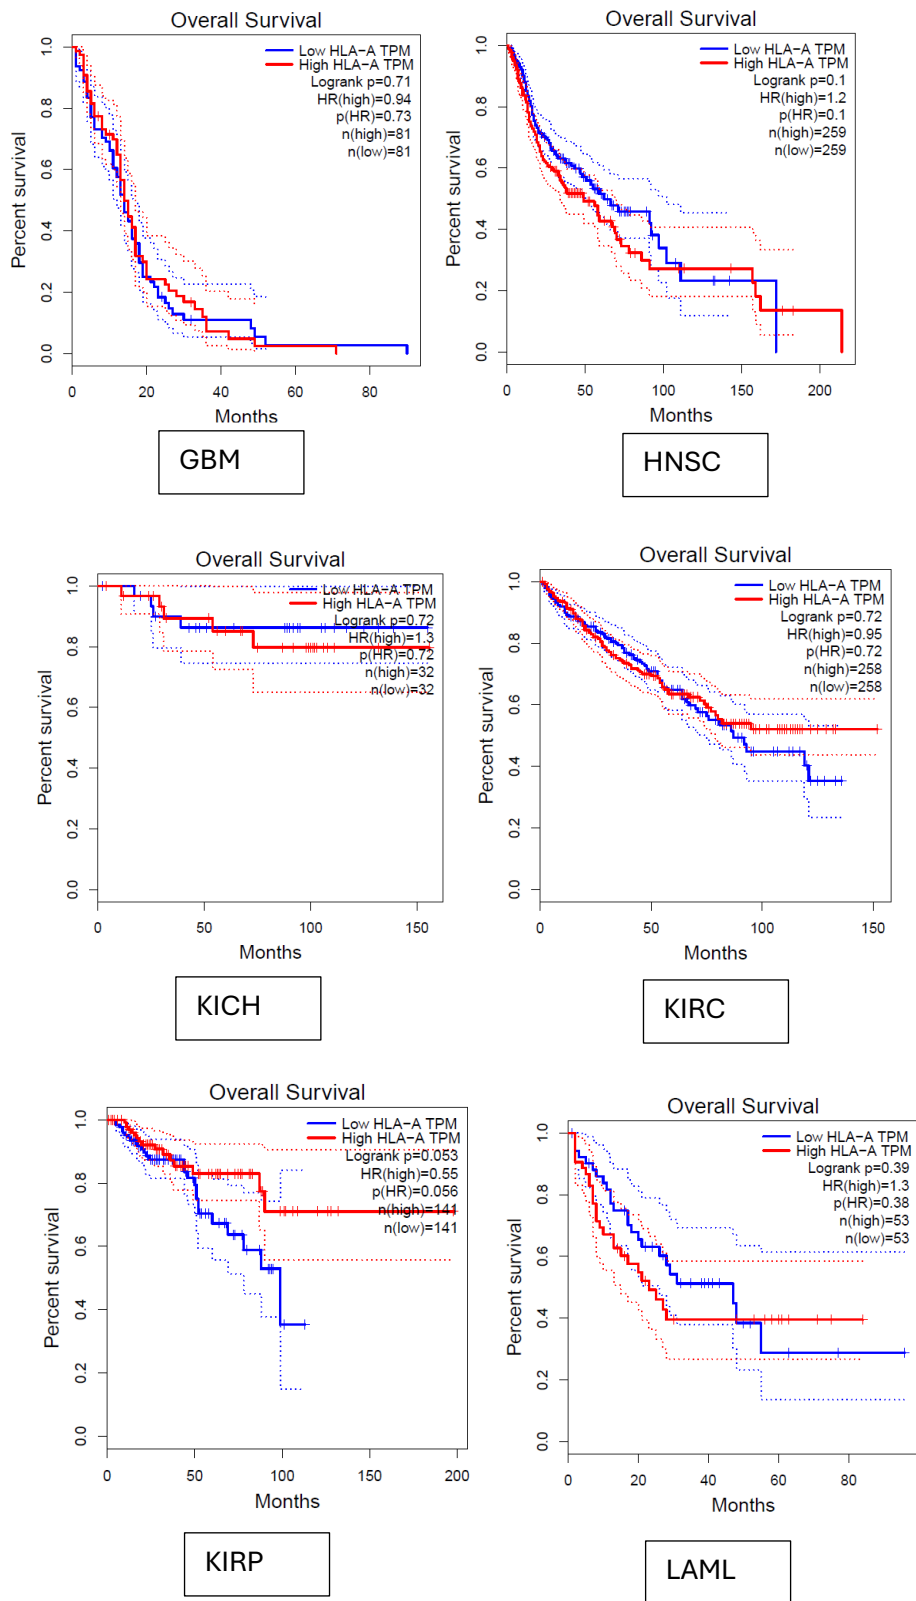 Overall Survival
Low HLA-A TPM
High HLA-A TPM
Logrank p=0.71
HR(high)=0.94
p(HR)=0.73
n(high)=81
n(low)=81
Percent survival
1.0
0.8
0.6
0.4
0.2
0.0
0 20 40 60 80
Months
GBM
Overall Survival
Low HLA-A TPM
High HLA-A TPM
Logrank p=0.1
HR(high)=1.2
p(HR)=0.1
n(high)=259
n(low)=259
Percent survival
1.0
0.8
0.6
0.4
0.2
0.0
0 50 100 150 200
Months
HNSC
Overall Survival
Low HLA-A TPM
High HLA-A TPM
Logrank p=0.72
HR(high)=1.3
p(HR)=0.72
n(high)=32
n(low)=32
Percent survival
1.0
0.8
0.6
0.4
0.2
0.0
0 50 100 150
Months
KICH
Overall Survival
Low HLA-A TPM
High HLA-A TPM
Logrank p=0.72
HR(high)=0.95
p(HR)=0.72
n(high)=258
n(low)=258
Percent survival
1.0
0.8
0.6
0.4
0.2
0.0
0 50 100 150
Months
KIRC
Overall Survival
Low HLA-A TPM
High HLA-A TPM
Logrank p=0.053
HR(high)=0.55
p(HR)=0.056
n(high)=141
n(low)=141
Percent survival
1.0
0.8
0.6
0.4
0.2
0.0
0 50 100 150 200
Months
KIRP
Overall Survival
Low HLA-A TPM
High HLA-A TPM
Logrank p=0.39
HR(high)=1.3
p(HR)=0.38
n(high)=53
n(low)=53
Percent survival
1.0
0.8
0.6
0.4
0.2
0.0
0 20 40 60 80
Months
LAML